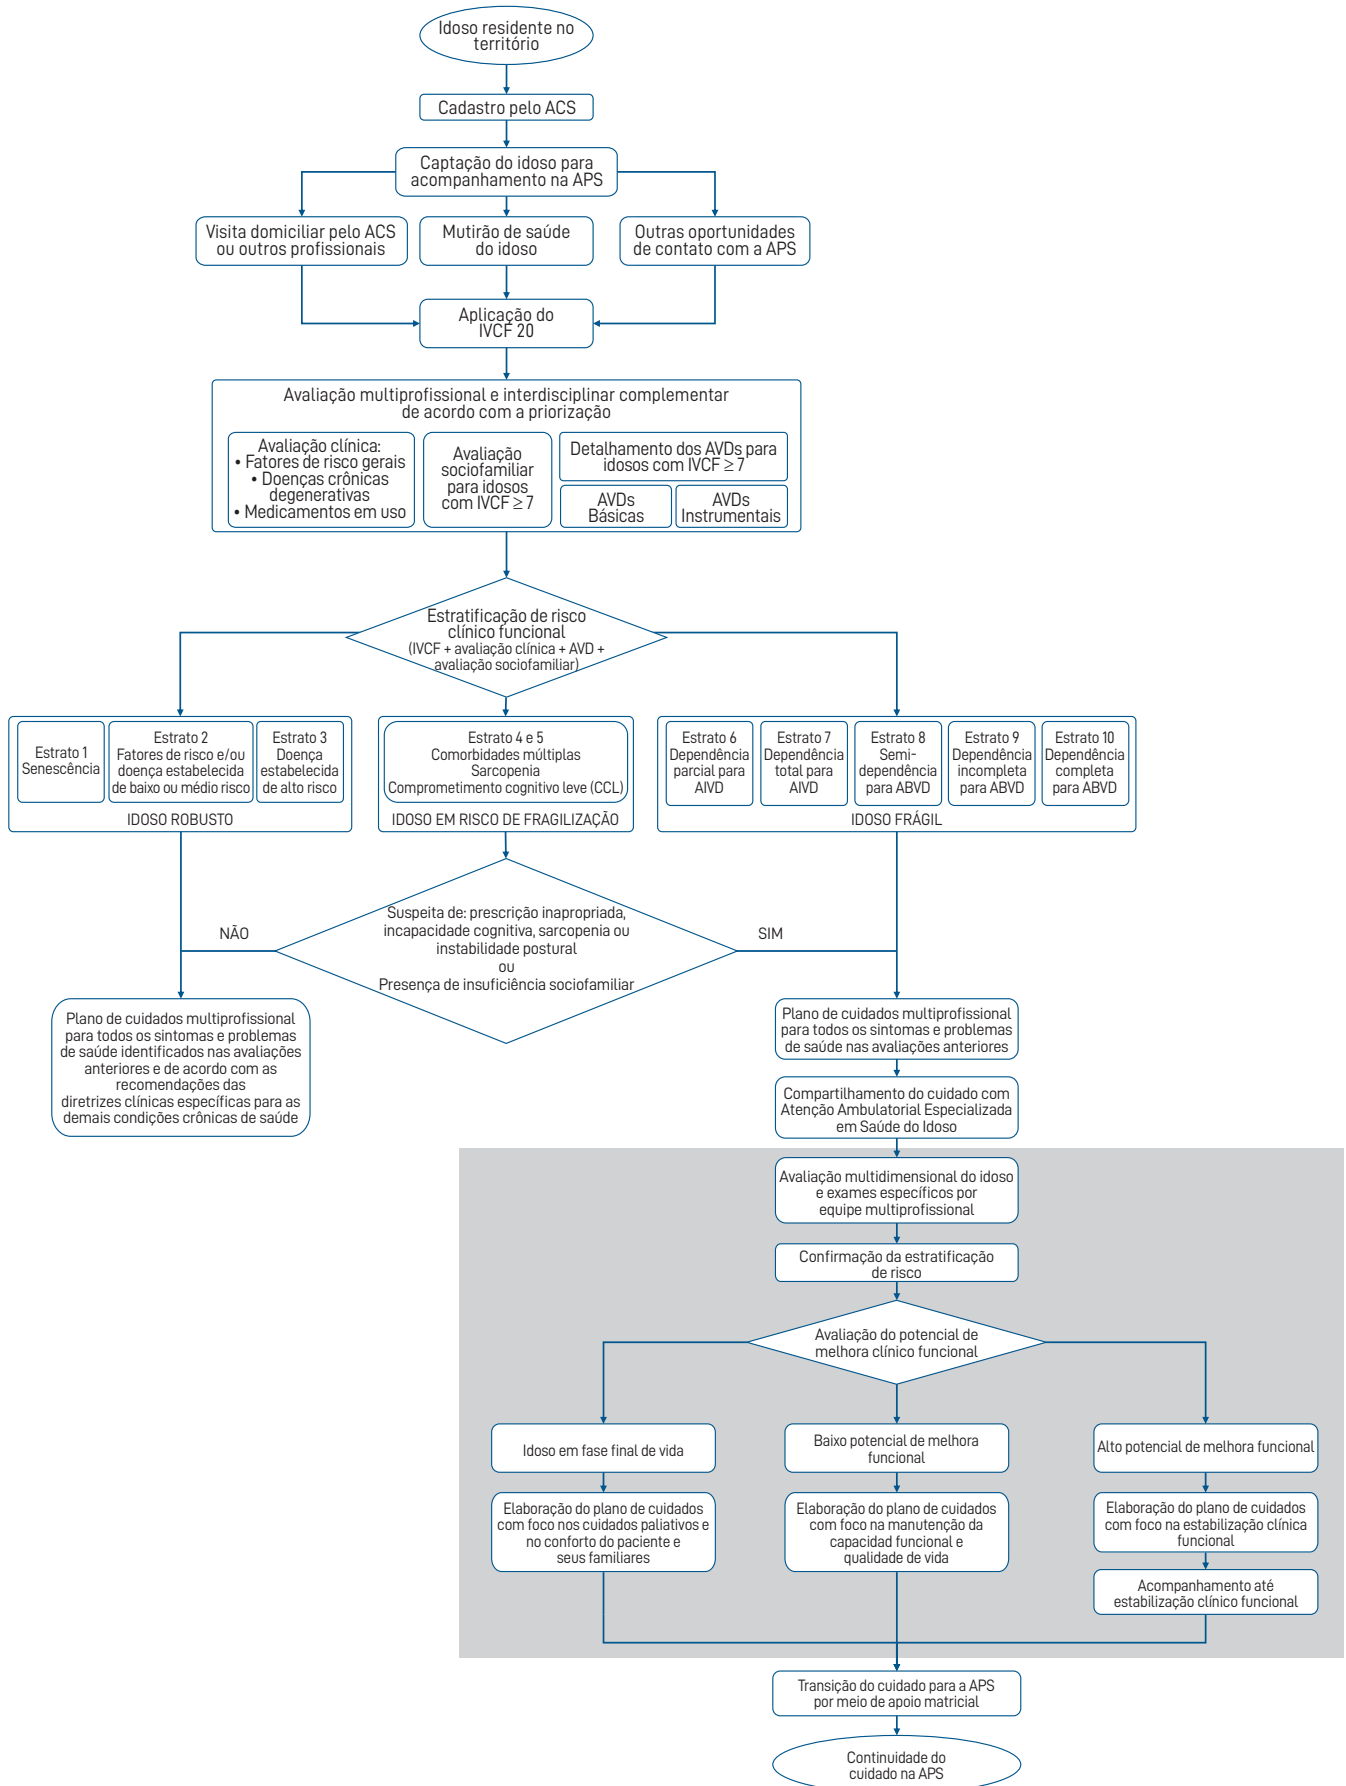 Idoso residente no
território
Cadastro pelo ACS
Captação do idoso para
acompanhamento na APS
Visita domiciliar pelo ACS
ou outros profissionais
Mutirão de saúde
do idoso
Outras oportunidades
de contato com a APS
Aplicação do
IVCF 20
Avaliação multiprofissional e interdisciplinar complementar
de acordo com a priorização
Avaliação clínica:
• Fatores de risco gerais
• Doenças crônicas
degenerativas
• Medicamentos em uso
Avaliação
sociofamiliar
para idosos
com IVCF ≥ 7
Detalhamento dos AVDs para
idosos com IVCF ≥ 7
AVDs
Básicas
AVDs
Instrumentais
Estratificação de risco
clínico funcional
(IVCF + avaliação clínica + AVD +
avaliação sociofamiliar)
Estrato 1
Senescência
Estrato 2
Fatores de risco e/ou
doença estabelecida
de baixo ou médio risco
Estrato 3
Doença
estabelecida
de alto risco
IDOSO ROBUSTO
Estrato 4 e 5
Comorbidades múltiplas
Sarcopenia
Comprometimento cognitivo leve (CCL)
IDOSO EM RISCO DE FRAGILIZAÇÃO
Estrato 6
Dependência
parcial para
AIVD
Estrato 7
Dependência
total para
AIVD
Estrato 8
Semi-
dependência
para ABVD
Estrato 9
Dependência
incompleta
para ABVD
Estrato 10
Dependência
completa
para ABVD
IDOSO FRÁGIL
Suspeita de: prescrição inapropriada,
incapacidade cognitiva, sarcopenia ou
instabilidade postural
ou
Presença de insuficiência sociofamiliar
NÃO
SIM
Plano de cuidados multiprofissional
para todos os sintomas e problemas
de saúde identificados nas avaliações
anteriores e de acordo com as
recomendações das
diretrizes clínicas específicas para as
demais condições crônicas de saúde
Plano de cuidados multiprofissional
para todos os sintomas e problemas
de saúde nas avaliações anteriores
Compartilhamento do cuidado com
Atenção Ambulatorial Especializada
em Saúde do Idoso
Avaliação multidimensional do idoso
e exames específicos por
equipe multiprofissional
Confirmação da estratificação
de risco
Avaliação do potencial de
melhora clínico funcional
Idoso em fase final de vida
Baixo potencial de melhora
funcional
Alto potencial de melhora funcional
Elaboração do plano de cuidados
com foco nos cuidados paliativos e
no conforto do paciente e
seus familiares
Elaboração do plano de cuidados
com foco na manutenção da
capacidad funcional e
qualidade de vida
Elaboração do plano de cuidados
com foco na estabilização clínica
funcional
Acompanhamento até
estabilização clínico funcional
Transição do cuidado para a APS
por meio de apoio matricial
Continuidade do
cuidado na APS